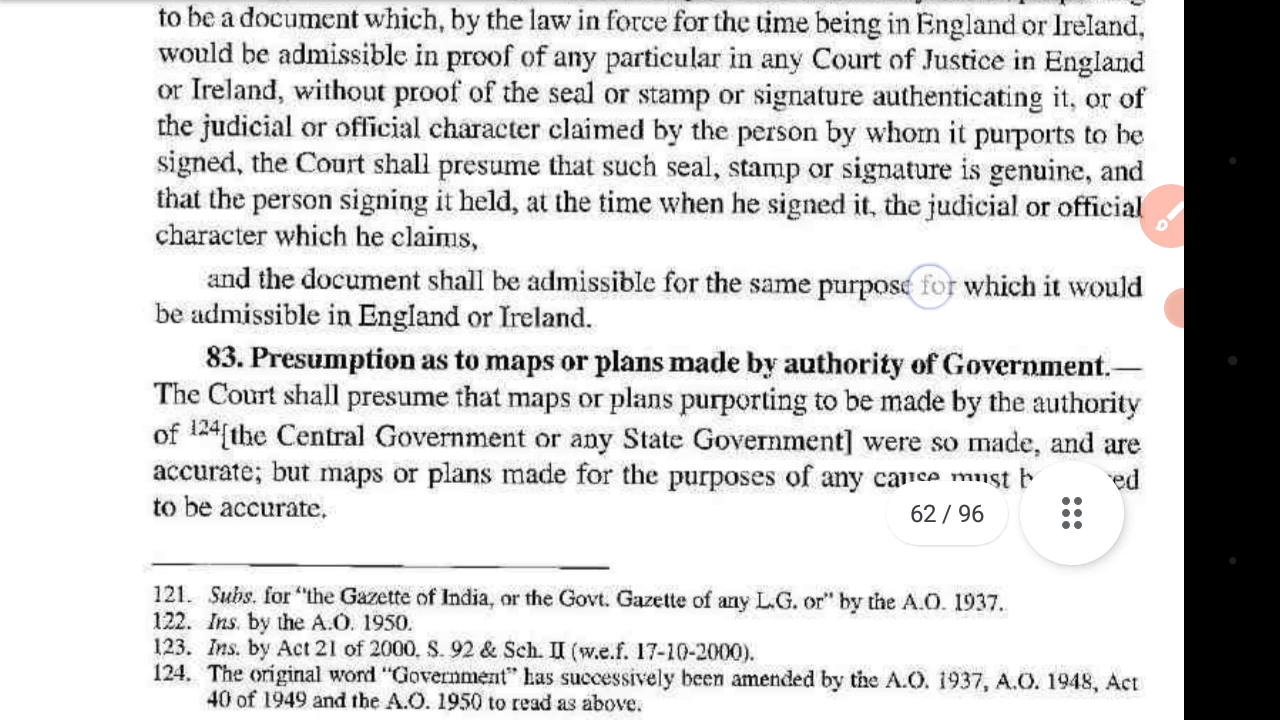 to be a document which, by the law in force for the time being in England or Ireland,
would be admissible in proof of any particular in any Court of Justice in England
or Ireland, without proof of the seal or stamp or signature authenticating it, or of
the judicial or official character claimed by the person by whom it purports to be
signed, the Court shall presume that such seal, stamp or signature is genuine, and
that the person signing it held, at the time when he signed it, the judicial or official
character which he claims,
and the document shall be admissible for the same purpose for which it would
be admissible in England or Ireland.
83. Presumption as to maps or plans made by authority of Government.—
The Court shall presume that maps or plans purporting to be made by the authority
of 124[the Central Government or any State Government] were so made, and are
accurate; but maps or plans made for the purposes of any cause must
to be accurate.
62 / 96
121. Subs. for "the Gazette of India, or the Govt. Gazette of any L.G. or" by the A.O. 1937.
122. Ins. by the A.O. 1950.
123. Ins. by Act 21 of 2000, S. 92 & Sch. II (w.e.f. 17-10-2000).
124. The original word "Government" has successively been amended by the A.O. 1937, A.O. 1948, Act
40 of 1949 and the A.O. 1950 to read as above.